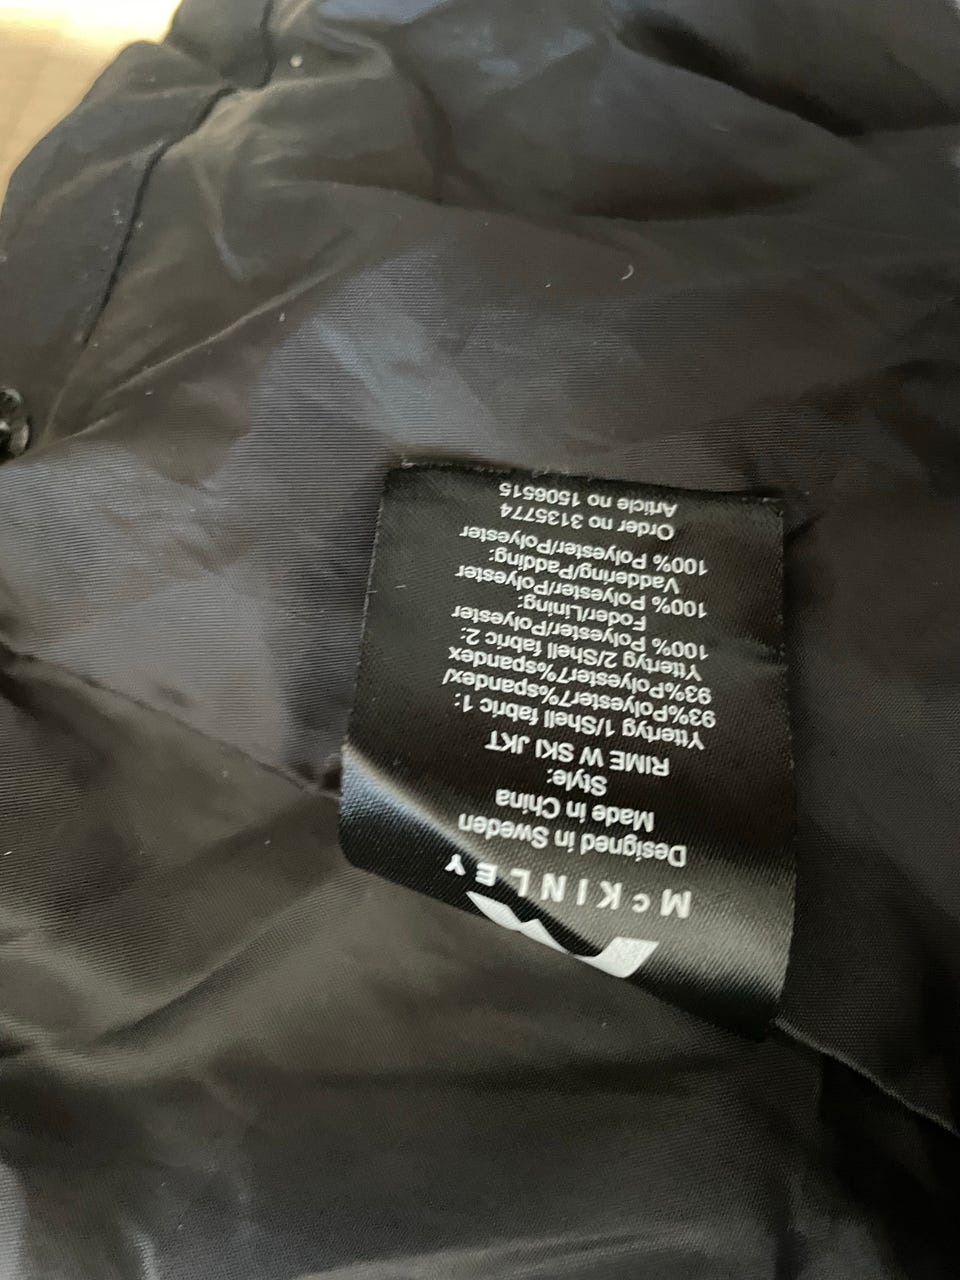 McKINLEY
Designed in Sweden
Made in China
Style:
RIME W SKI JKT
Yttertyg 1/Shell fabric 1:
93%Polyester7%spandex/
93%Polyester7%spandex
Yttertyg 2/Shell fabric 2:
100% Polyester/Polyester
Foder/Lining:
100% Polyester/Polyester
Vaddering/Padding:
100% Polyester/Polyester
Order no 3135774
Article no 1506515